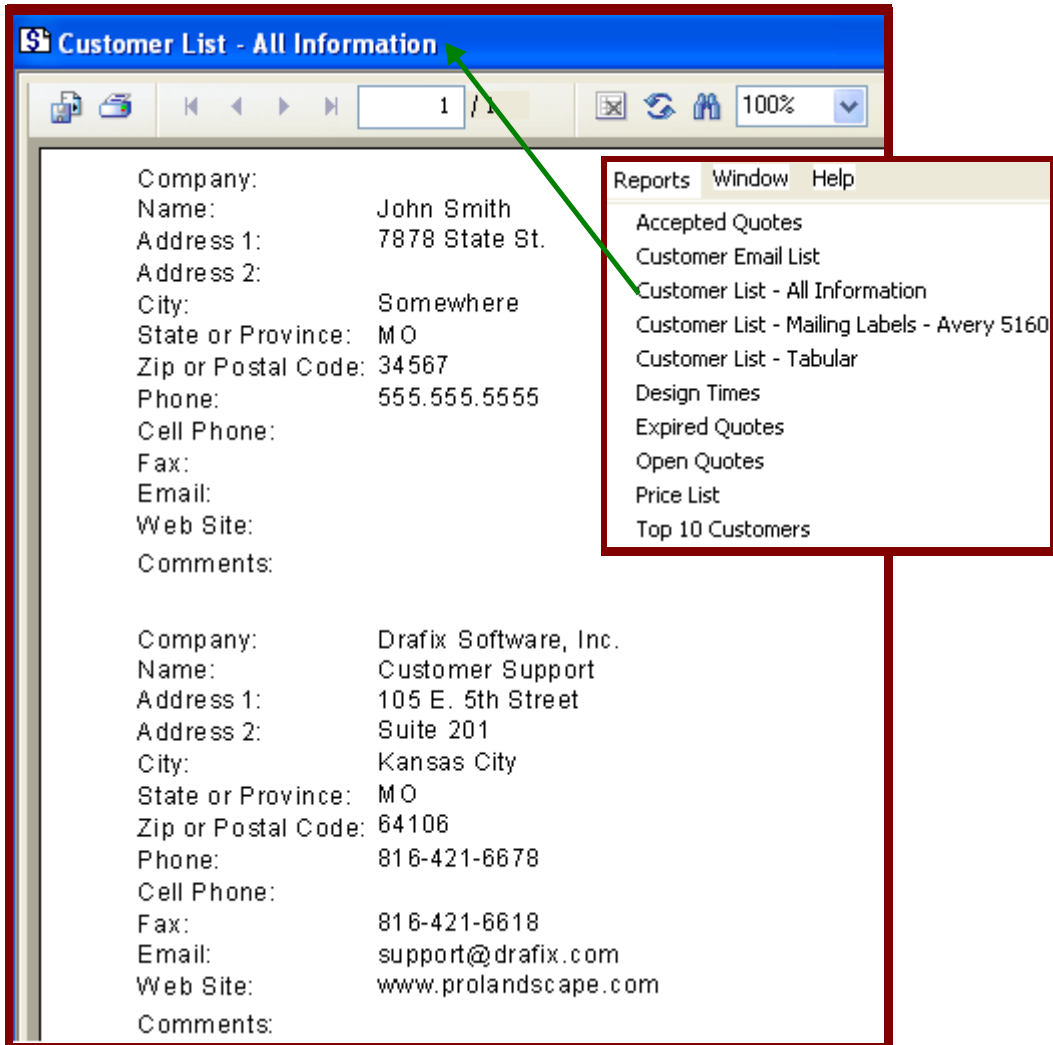 Customer List - All Information
1 / 1
100%
Company:
Name: John Smith
Address 1: 7878 State St.
Address 2:
City: Somewhere
State or Province: MO
Zip or Postal Code: 34567
Phone: 555.555.5555
Cell Phone:
Fax:
Email:
Web Site:
Comments:
Company: Drafix Software, Inc.
Name: Customer Support
Address 1: 105 E. 5th Street
Address 2: Suite 201
City: Kansas City
State or Province: MO
Zip or Postal Code: 64106
Phone: 816-421-6678
Cell Phone:
Fax: 816-421-6618
Email: support@drafix.com
Web Site: www.prolandscape.com
Comments:
Reports Window Help
Accepted Quotes
Customer Email List
Customer List - All Information
Customer List - Mailing Labels - Avery 5160
Customer List - Tabular
Design Times
Expired Quotes
Open Quotes
Price List
Top 10 Customers